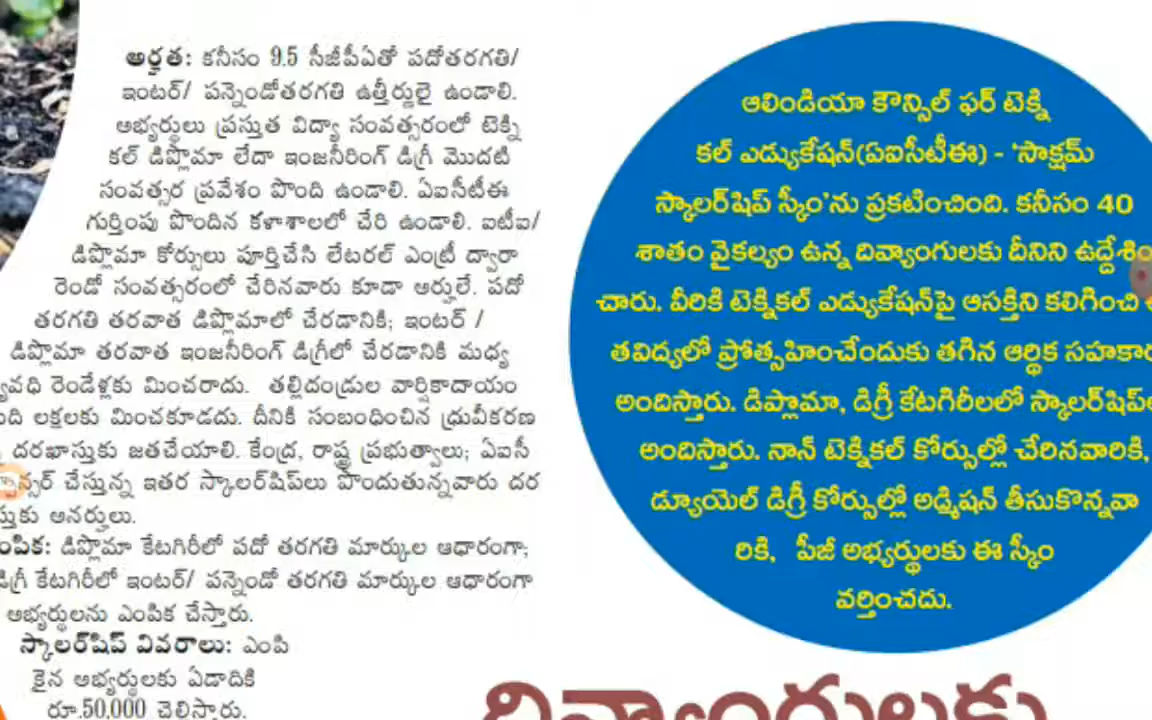 అర్హత: కనీసం 9.5 సీజీపీఏతో పదోతరగతి/
ఇంటర్/ పన్నెండోతరగతి ఉత్తీర్ణులై ఉండాలి.
అభ్యర్థులు ప్రస్తుత విద్యా సంవత్సరంలో టెక్ని
కల్ డిప్లొమా లేదా ఇంజనీరింగ్ డిగ్రీ మొదటి
సంవత్సర ప్రవేశం పొంది ఉండాలి. ఏఐసీటీఈ
గుర్తింపు పొందిన కళాశాలలో చేరి ఉండాలి. ఐటీఐ/
డిప్లొమా కోర్సులు పూర్తిచేసి లేటరల్ ఎంట్రీ ద్వారా
రెండో సంవత్సరంలో చేరినవారు కూడా అర్హులే. పదో
తరగతి తరవాత డిప్లొమాలో చేరడానికి; ఇంటర్ /
డిప్లొమా తరవాత ఇంజనీరింగ్ డిగ్రీలో చేరడానికి మధ్య
వ్యవధి రెండేళ్లకు మించరాదు. తల్లిదండ్రుల వార్షికాదాయం
లక్షలకు మించకూడదు. దీనికి సంబంధించిన ధ్రువీకరణ
దరఖాస్తుకు జతచేయాలి. కేంద్ర, రాష్ట్ర ప్రభుత్వాలు; ఏఐసీ
చేస్తున్న ఇతర స్కాలర్‌షిప్‌లు పొందుతున్నవారు దర
అనర్హులు.
డిప్లొమా కేటగిరీలో పదో తరగతి మార్కుల ఆధారంగా;
డిగ్రీ కేటగిరీలో ఇంటర్/ పన్నెండో తరగతి మార్కుల ఆధారంగా
అభ్యర్థులను ఎంపిక చేస్తారు.
స్కాలర్‌షిప్ వివరాలు: ఎంపి
కైన అభ్యర్థులకు ఏడాదికి
రూ.50,000 చెల్లిస్తారు.
ఆలిండియా కౌన్సిల్ ఫర్ టెక్ని
కల్ ఎడ్యుకేషన్(ఏఐసీటీఈ) - ‘సాక్షమ్
స్కాలర్‌షిప్ స్కీం’ను ప్రకటించింది. కనీసం 40
శాతం వైకల్యం ఉన్న దివ్యాంగులకు దీనిని ఉద్దేశిం
చారు. వీరికి టెక్నికల్ ఎడ్యుకేషన్‌పై ఆసక్తిని కలిగించి
తవిద్యలో ప్రోత్సహించేందుకు తగిన ఆర్థిక సహకారం
అందిస్తారు. డిప్లొమా, డిగ్రీ కేటగిరీలలో స్కాలర్‌షిప్‌లు
అందిస్తారు. నాన్ టెక్నికల్ కోర్సుల్లో చేరినవారికి,
డ్యూయెల్ డిగ్రీ కోర్సుల్లో అడ్మిషన్ తీసుకొన్నవా
రికి, పీజీ అభ్యర్థులకు ఈ స్కీం
వర్తించదు.
దివ్యాంగులకు